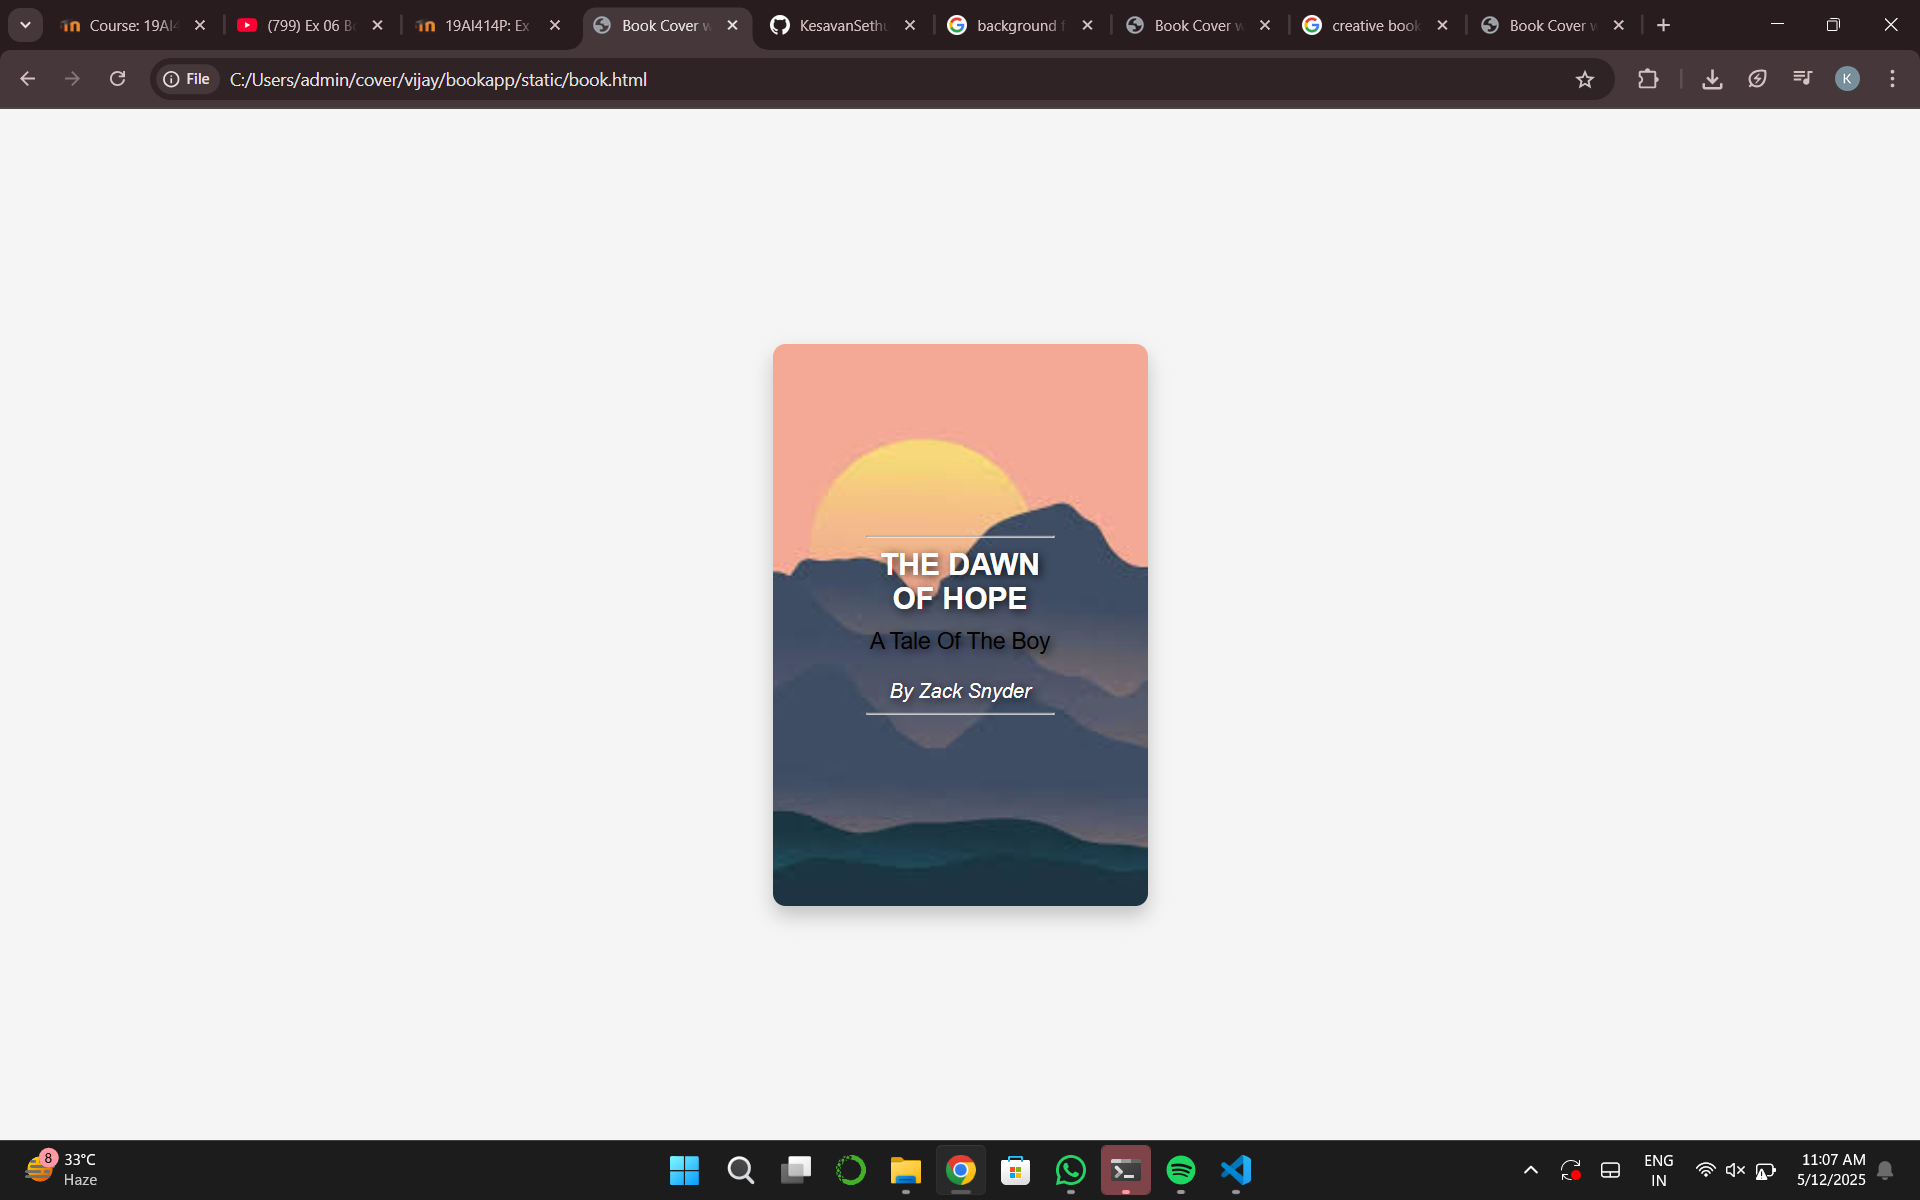 Course: 19AI4
(799) Ex 06 Bo
19AI414P: Ex
Book Cover w
KesavanSethu
background f
Book Cover w
creative book
Book Cover w
File
C:/Users/admin/cover/vijay/bookapp/static/book.html
K
THE DAWN
OF HOPE
A Tale Of The Boy
By Zack Snyder
8
33°C
Haze
ENG
IN
11:07 AM
5/12/2025